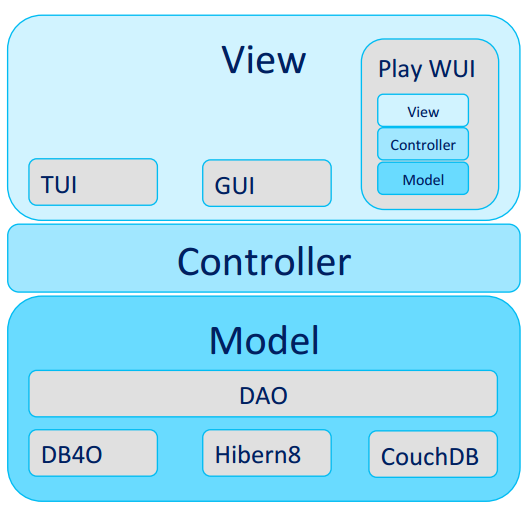 View
Play WUI
View
Controller
Model
TUI
GUI
Controller
Model
DAO
DB4O
Hibern8
CouchDB